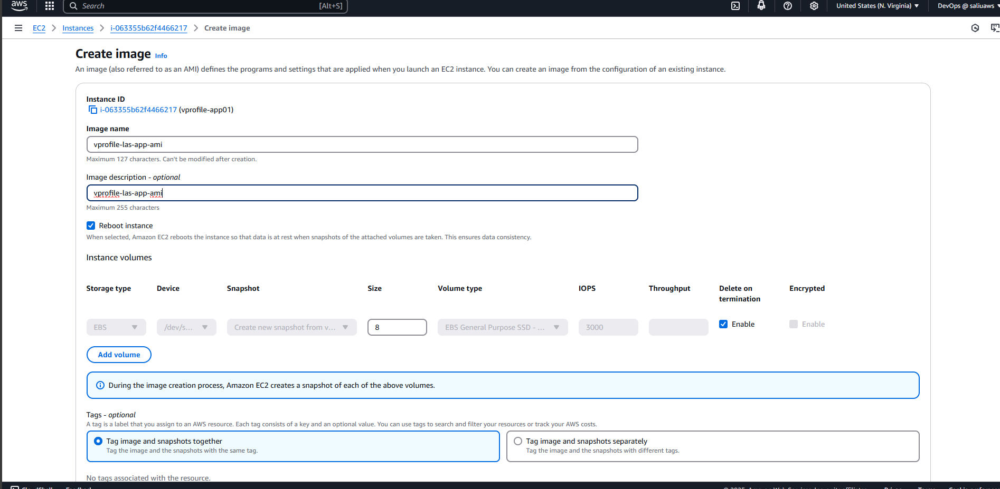 aws
Search [Alt+S]
United States (N. Virginia) DevOps @ saliuaws
EC2 Instances i-063355b62f4466217 Create image
Create image Info
An image (also referred to as an AMI) defines the programs and settings that are applied when you launch an EC2 instance. You can create an image from the configuration of an existing instance.
Instance ID
i-063355b62f4466217 (vprofile-app01)
Image name
vprofile-las-app-ami
Maximum 127 characters. Can't be modified after creation.
Image description - optional
vprofile-las-app-ami
Maximum 255 characters
Reboot instance
When selected, Amazon EC2 reboots the instance so that data is at rest when snapshots of the attached volumes are taken. This ensures data consistency.
Instance volumes
Storage type Device Snapshot Size Volume type IOPS Throughput Delete on termination Encrypted
EBS /dev/s... Create new snapshot from v... 8 EBS General Purpose SSD - ... 3000 Enable Enable
Add volume
During the image creation process, Amazon EC2 creates a snapshot of each of the above volumes.
Tags - optional
A tag is a label that you assign to an AWS resource. Each tag consists of a key and an optional value. You can use tags to search and filter your resources or track your AWS costs.
Tag image and snapshots together
Tag the image and the snapshots with the same tag.
Tag image and snapshots separately
Tag the image and the snapshots with different tags.
No tags associated with the resource.